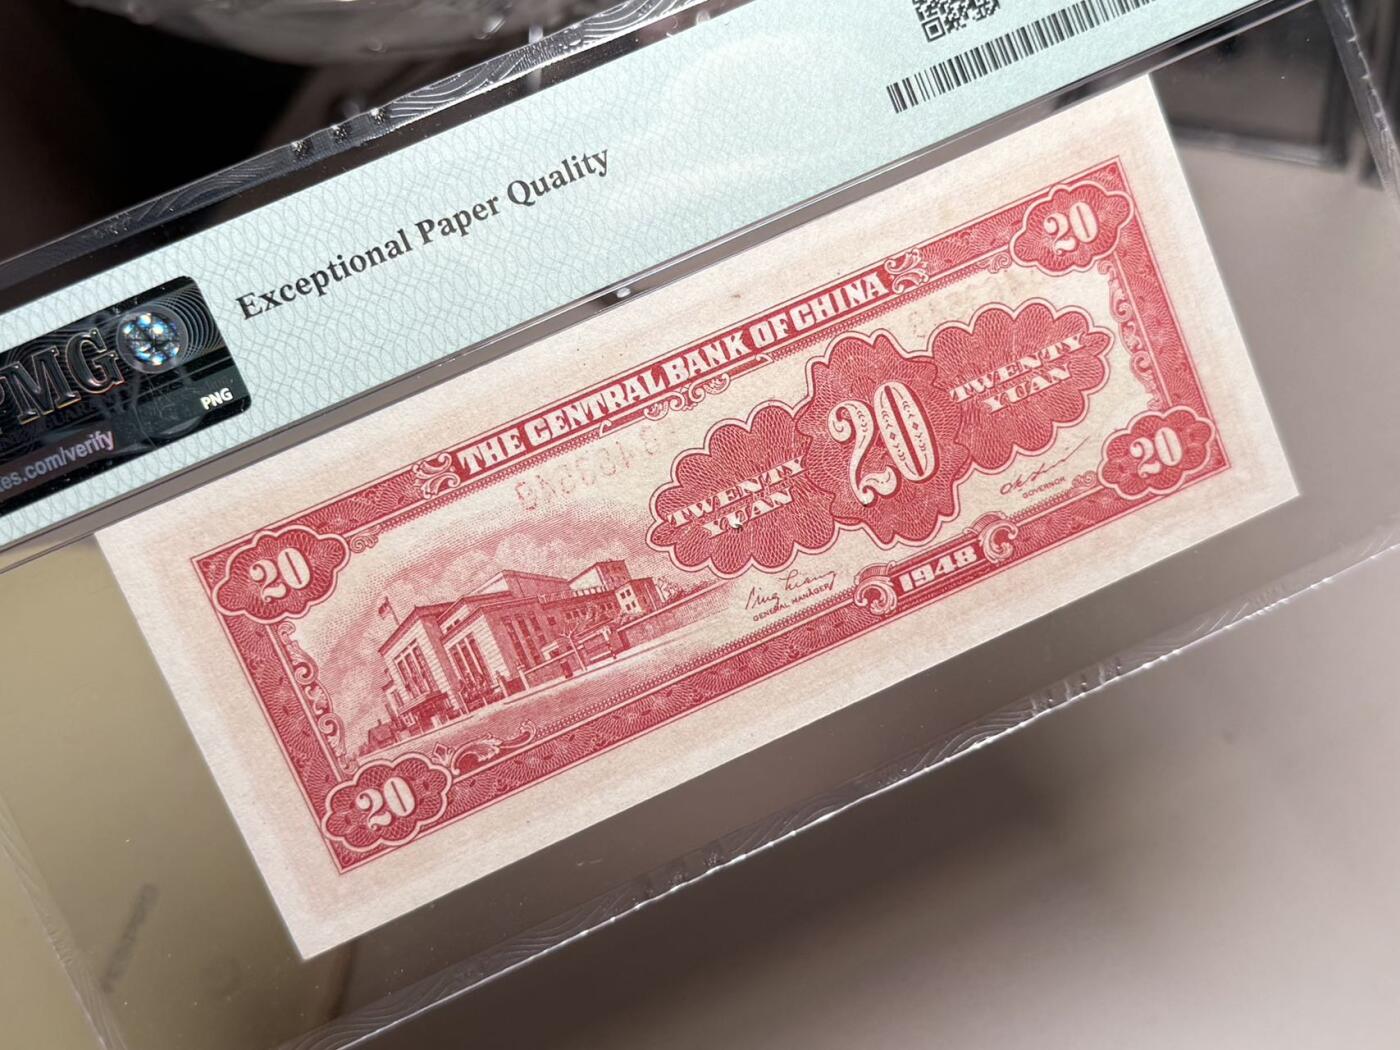 Exceptional Paper Quality
PMG
PNG
es.com/verify
THE CENTRAL BANK OF CHINA
20
20
TWENTY
YUAN
20
TWENTY
YUAN
GENERAL MANAGER
GOVERNOR
1948
20
20